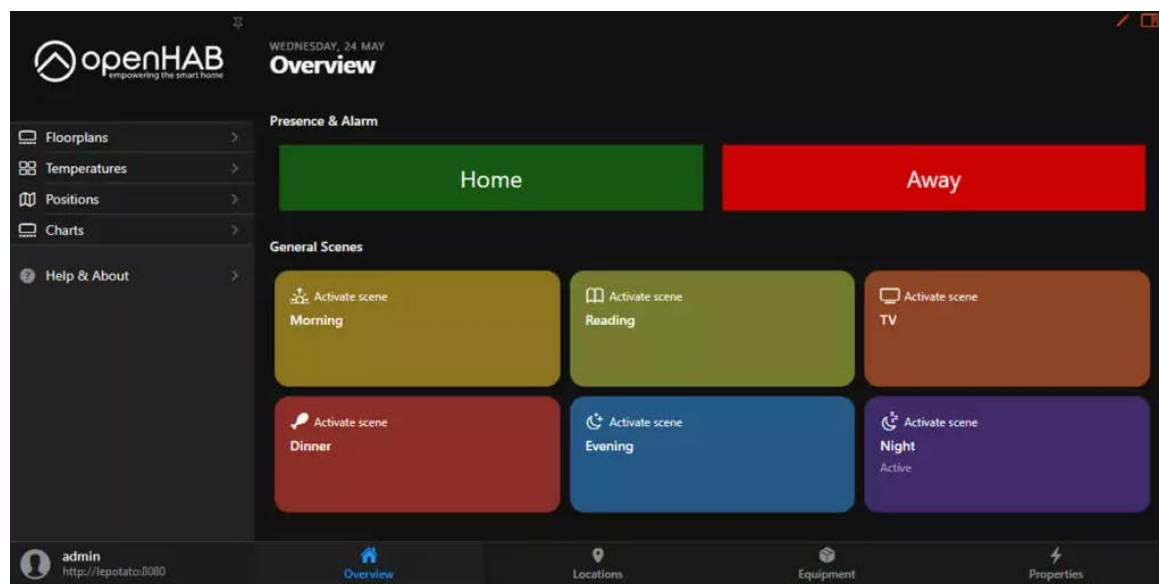 openHAB
empowering the smart home
Floorplans
Temperatures
Positions
Charts
Help & About
admin
http://lepotato:8080
WEDNESDAY, 24 MAY
Overview
Presence & Alarm
Home
Away
General Scenes
Activate scene
Morning
Activate scene
Reading
Activate scene
TV
Activate scene
Dinner
Activate scene
Evening
Activate scene
Night
Active
Overview
Locations
Equipment
Properties